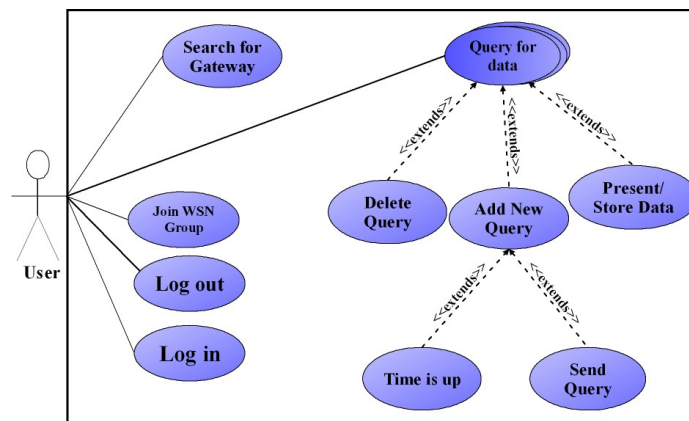 Search for
Gateway
Query for
data
<<extends>>
<<extends>>
<<extends>>
Delete
Query
Add New
Query
Present/
Store Data
Join WSN
Group
User
Log out
Log in
<<extends>>
<<extends>>
Time is up
Send
Query